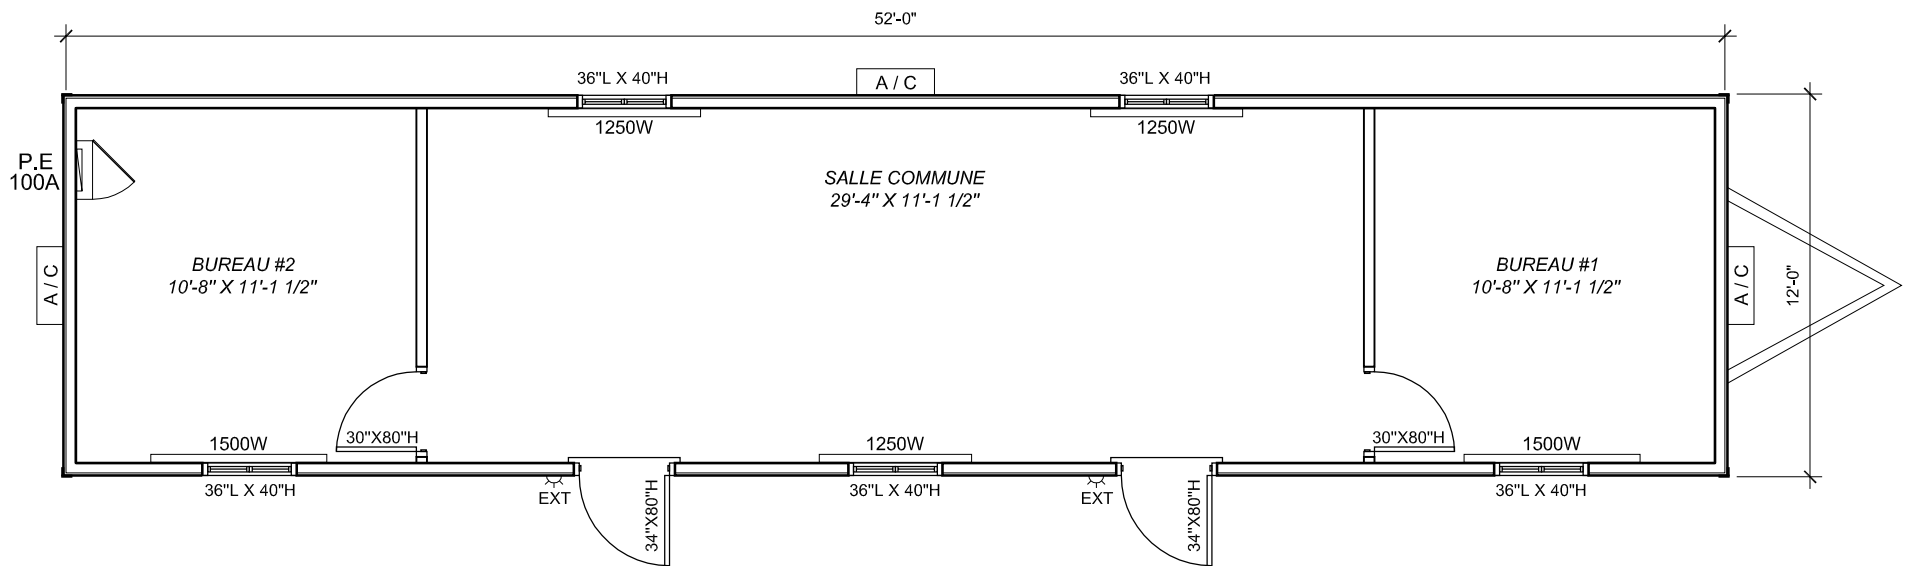 52'-0"
36"L X 40"H
A / C
36"L X 40"H
1250W
1250W
P.E
100A
SALLE COMMUNE
29'-4" X 11'-1 1/2"
BUREAU #2
10'-8" X 11'-1 1/2"
BUREAU #1
10'-8" X 11'-1 1/2"
A / C
A / C
12'-0"
1500W
30"X80"H
1250W
30"X80"H
1500W
36"L X 40"H
EXT
34"X80"H
36"L X 40"H
EXT
34"X80"H
36"L X 40"H